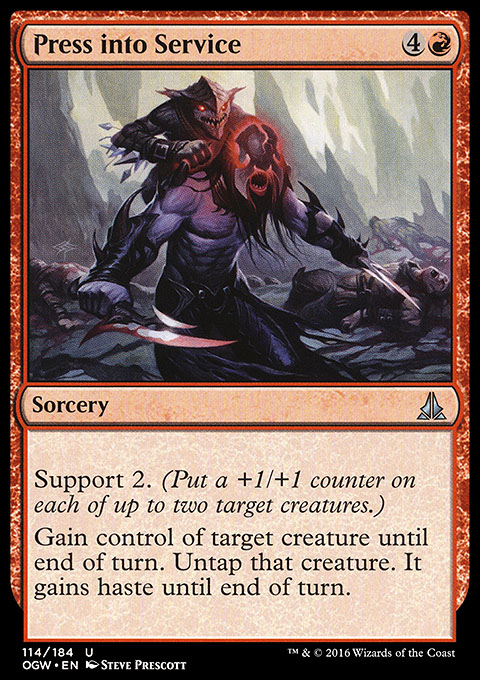 Press into Service 4
Sorcery
Support 2. (Put a +1/+1 counter on
each of up to two target creatures.)
Gain control of target creature until
end of turn. Untap that creature. It
gains haste until end of turn.
114/184 U
OGW • EN Steve Prescott
™ & © 2016 Wizards of the Coast